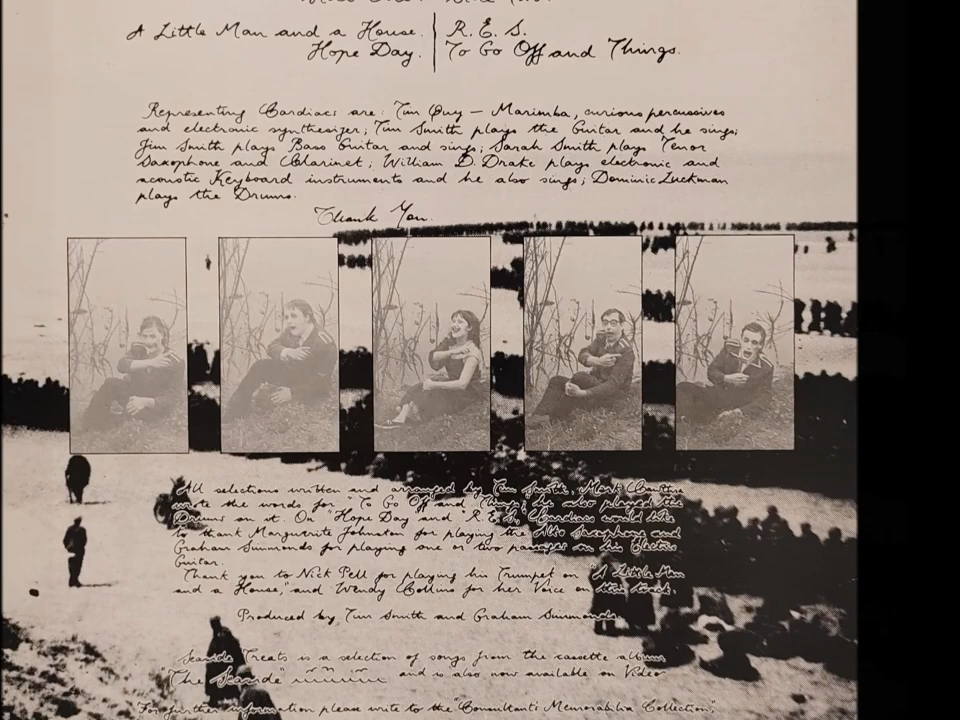 A Little Man and a House. | R. E. S.
Hope Day. | To Go Off and Things.
Representing Cardiacs are: Tim Quy — Marimba, curious percussives
and electronic synthesizer; Tim Smith plays the Guitar and he sings;
Jim Smith plays Bass Guitar and sings; Sarah Smith plays Tenor
Saxophone and Clarinet; William D. Drake plays electronic and
acoustic Keyboard instruments and he also sings; Dominic Luckman
plays the Drums.
Thank You.
All selections written and arranged by Tim Smith. Mark
wrote the words for "To Go Off and Things; he also played the
Drums on it. On "Hope Day and "R.E.S, Cardiacs would like
to thank Marguerite Johnston for playing the Alto Saxophone and
Graham Simmonds for playing one or two passages on his Electric
Guitar.
Thank you to Nick Pell for playing his Trumpet on "A Little Man
and a House," and Wendy Collins for her Voice on this track.
Produced by Tim Smith and Graham Simmonds.
Seaside Treats is a selection of songs from the cassette album
"The Seaside and is also now available on Video
For further information please write to the "Consultants Memorabilia Collection",